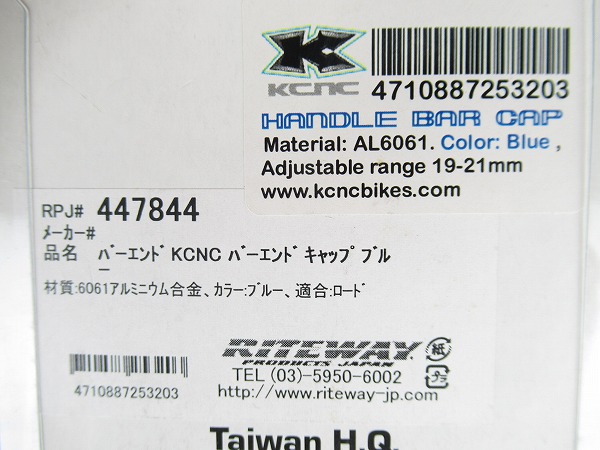 KCNC
4710887253203
HANDLE BAR CAP
Material: AL6061. Color: Blue ,
Adjustable range 19-21mm
www.kcncbikes.com
RPJ# 447844
ﾒｰｶｰ#
品名 ﾊﾞｰエンﾄﾞ KCNC ﾊﾞｰエンﾄﾞ キャップ ブル
ー
材質:6061アルミニウム合金、カラー:ブルー、適合:ロード
RITEWAY
PRODUCTS JAPAN
紙
TEL (03)-5950-6002
プラ
4710887253203
http://www.riteway-jp.com
Taiwan H.Q.